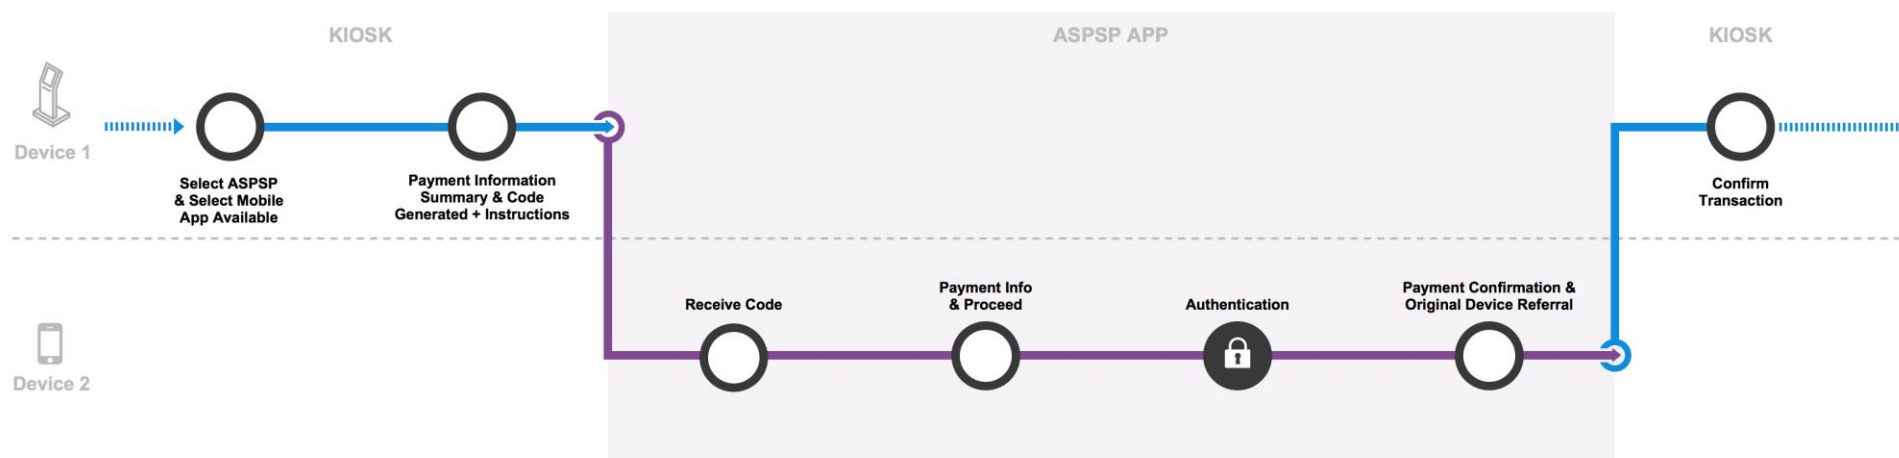 KIOSK
ASPSP APP
KIOSK
Device 1
Select ASPSP
& Select Mobile
App Available
Payment Information
Summary & Code
Generated + Instructions
Confirm
Transaction
Device 2
Receive Code
Payment Info
& Proceed
Authentication
Payment Confirmation &
Original Device Referral